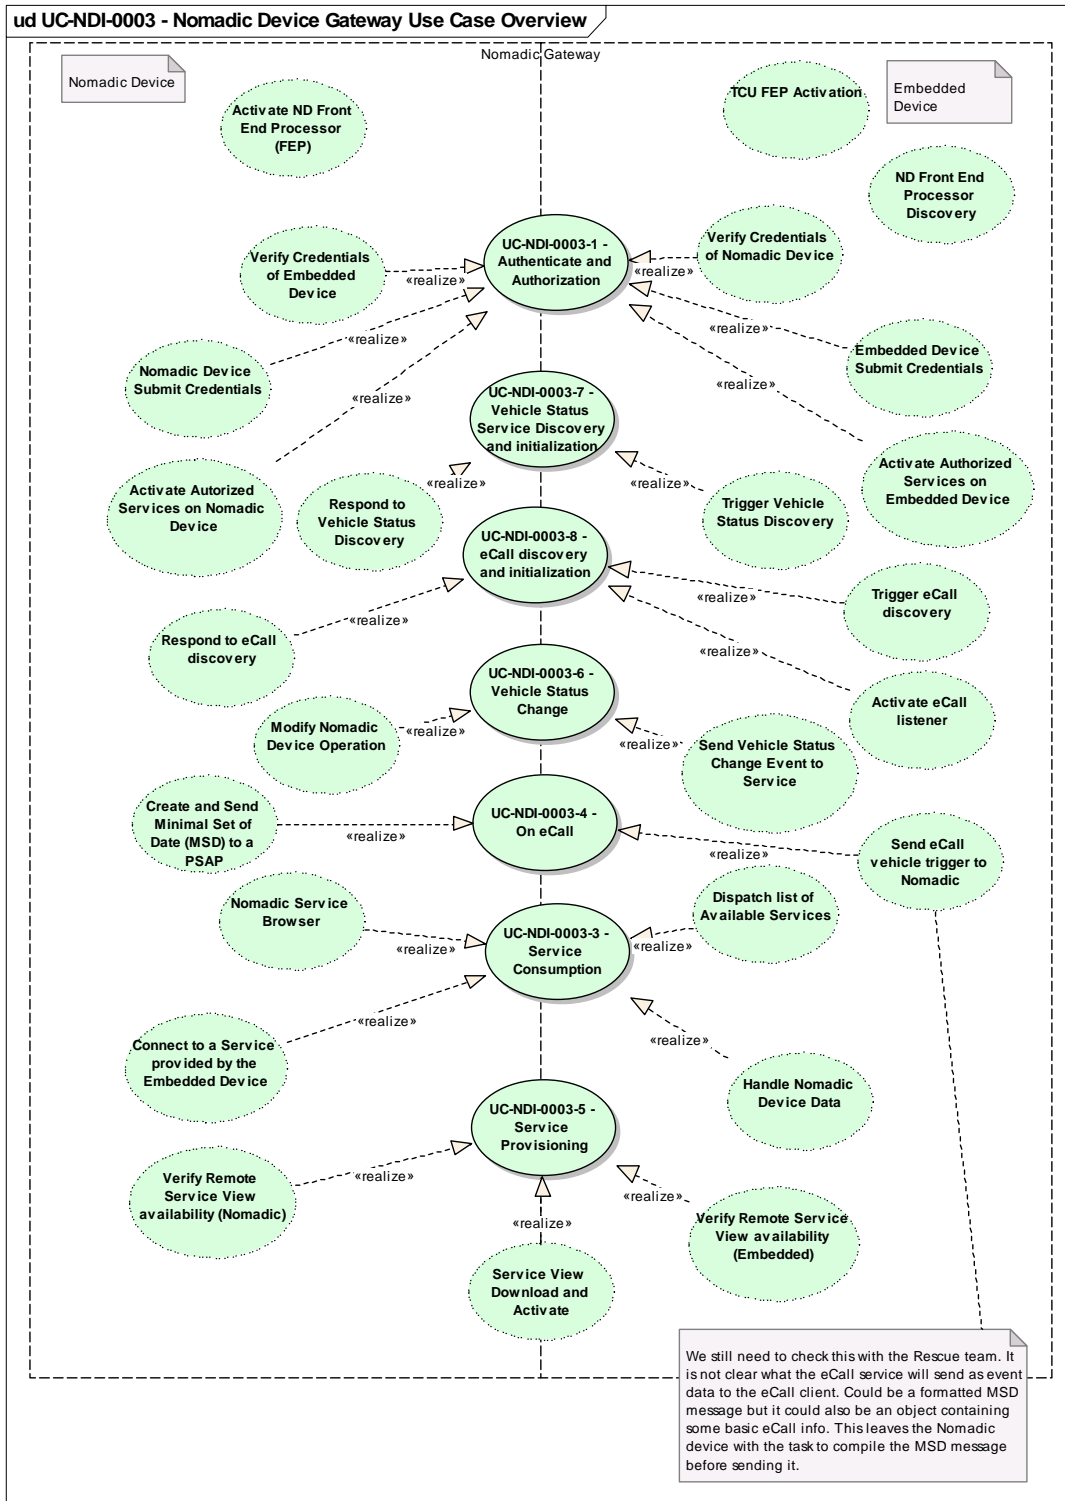 ud UC-NDI-0003 - Nomadic Device Gateway Use Case Overview
Nomadic Gateway
Nomadic Device
Embedded
Device
Activate ND Front
End Processor
(FEP)
TCU FEP Activation
ND Front End
Processor
Discovery
UC-NDI-0003-1 -
Authenticate and
Authorization
Verify Credentials
of Embedded
Device
«realize»
Verify Credentials
of Nomadic Device
«realize»
Nomadic Device
Submit Credentials
«realize»
Embedded Device
Submit Credentials
«realize»
Activate Autorized
Services on Nomadic
Device
«realize»
Activate Authorized
Services on
Embedded Device
«realize»
UC-NDI-0003-7 -
Vehicle Status
Service Discovery
and initialization
Respond to
Vehicle Status
Discovery
«realize»
Trigger Vehicle
Status Discovery
«realize»
UC-NDI-0003-8 -
eCall discovery
and initialization
Respond to eCall
discovery
«realize»
Trigger eCall
discovery
«realize»
Activate eCall
listener
«realize»
UC-NDI-0003-6 -
Vehicle Status
Change
Modify Nomadic
Device Operation
«realize»
Send Vehicle Status
Change Event to
Service
«realize»
UC-NDI-0003-4 -
On eCall
Create and Send
Minimal Set of
Date (MSD) to a
PSAP
«realize»
Send eCall
vehicle trigger to
Nomadic
«realize»
UC-NDI-0003-3 -
Service
Consumption
Nomadic Service
Browser
«realize»
Dispatch list of
Available Services
«realize»
Connect to a Service
provided by the
Embedded Device
«realize»
Handle Nomadic
Device Data
«realize»
UC-NDI-0003-5 -
Service
Provisioning
Verify Remote
Service View
availability (Nomadic)
«realize»
Verify Remote Service
View availability
(Embedded)
«realize»
Service View
Download and
Activate
«realize»
We still need to check this with the Rescue team. It
is not clear what the eCall service will send as event
data to the eCall client. Could be a formatted MSD
message but it could also be an object containing
some basic eCall info. This leaves the Nomadic
device with the task to compile the MSD message
before sending it.